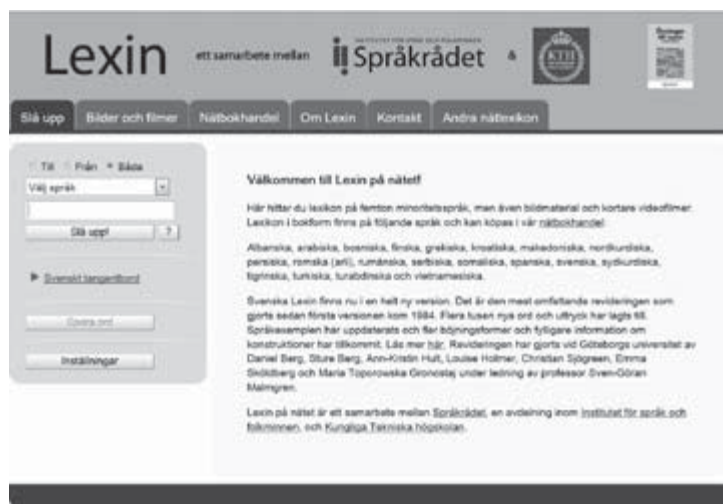 Lexin
ett samarbete mellan
INSTITUTET FÖR SPRÅK OCH FOLKMINNEN
Språkrådet
&
KTH
Slå upp Bilder och filmer Nätbokhandel Om Lexin Kontakt Andra nätlexikon
Till Från Båda
Välj språk
Slå upp! ?
Svenskt tangentbord
Spara ord
Inställningar
Välkommen till Lexin på nätet!
Här hittar du lexikon på femton minoritetsspråk, men även bildmaterial och kortare videofilmer.
Lexikon i bokform finns på följande språk och kan köpas i vår nätbokhandel:
Albanska, arabiska, bosniska, finska, grekiska, kroatiska, makedoniska, nordkurdiska,
persiska, romska (arli), rumänska, serbiska, somaliska, spanska, svenska, sydkurdiska,
tigrinska, turkiska, turabdinska och vietnamesiska.
Svenska Lexin finns nu i en helt ny version. Det är den mest omfattande revideringen som
gjorts sedan första versionen kom 1984. Flera tusen nya ord och uttryck har lagts till.
Språkexemplen har uppdaterats och fler böjningsformer och fylligare information om
konstruktioner har tillkommit. Läs mer här. Revideringen har gjorts vid Göteborgs universitet av
Daniel Berg, Sture Berg, Ann-Kristin Hult, Louise Holmer, Christian Sjögreen, Emma
Sköldberg och Maria Toporowska Gronostaj under ledning av professor Sven-Göran
Malmgren.
Lexin på nätet är ett samarbete mellan Språkrådet, en avdelning inom Institutet för språk och
folkminnen, och Kungliga Tekniska högskolan.